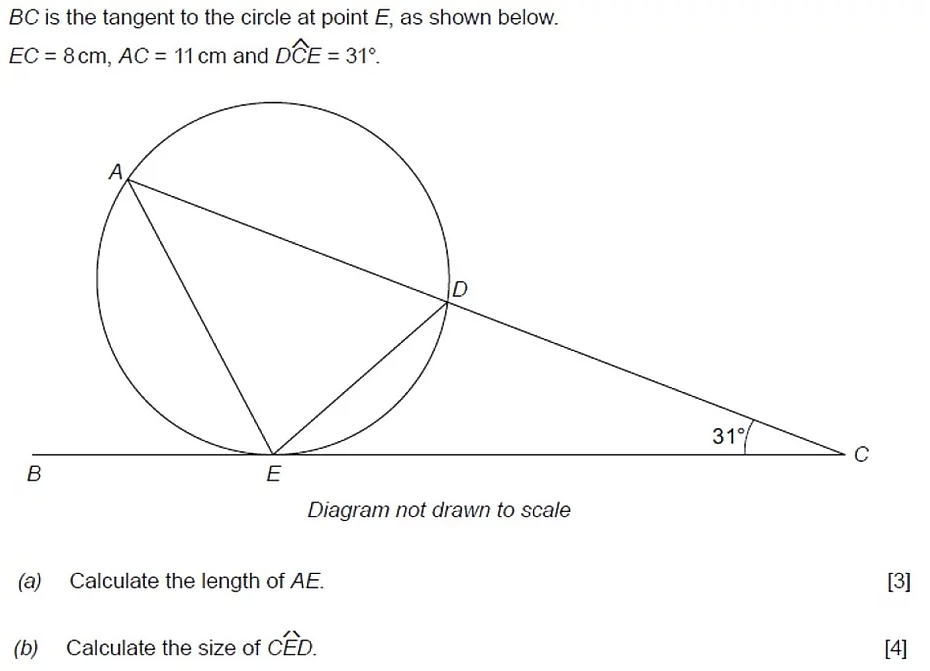 BC is the tangent to the circle at point E, as shown below.
EC = 8 cm, AC = 11 cm and DĈE = 31°.
A
D
31°
C
B
E
Diagram not drawn to scale
(a) Calculate the length of AE. [3]
(b) Calculate the size of CÊD. [4]